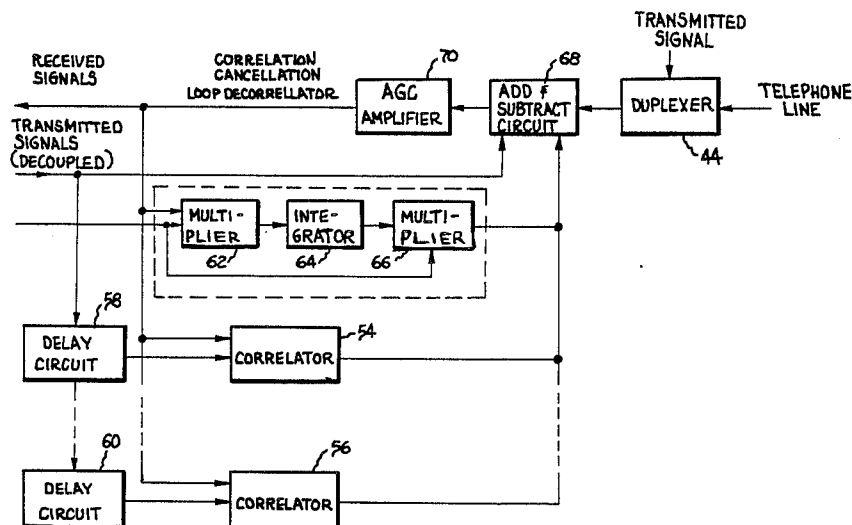 TRANSMITTED
SIGNAL
RECEIVED
SIGNALS
CORRELATION
CANCELLATION
LOOP DECORRELLATOR
70
AGC
AMPLIFIER
68
ADD &
SUBTRACT
CIRCUIT
DUPLEXER
44
TELEPHONE
LINE
TRANSMITTED
SIGNALS
(DECOUPLED)
MULTI-
PLIER
62
INTE-
GRATOR
64
MULTI-
PLIER
66
58
DELAY
CIRCUIT
54
CORRELATOR
60
DELAY
CIRCUIT
56
CORRELATOR